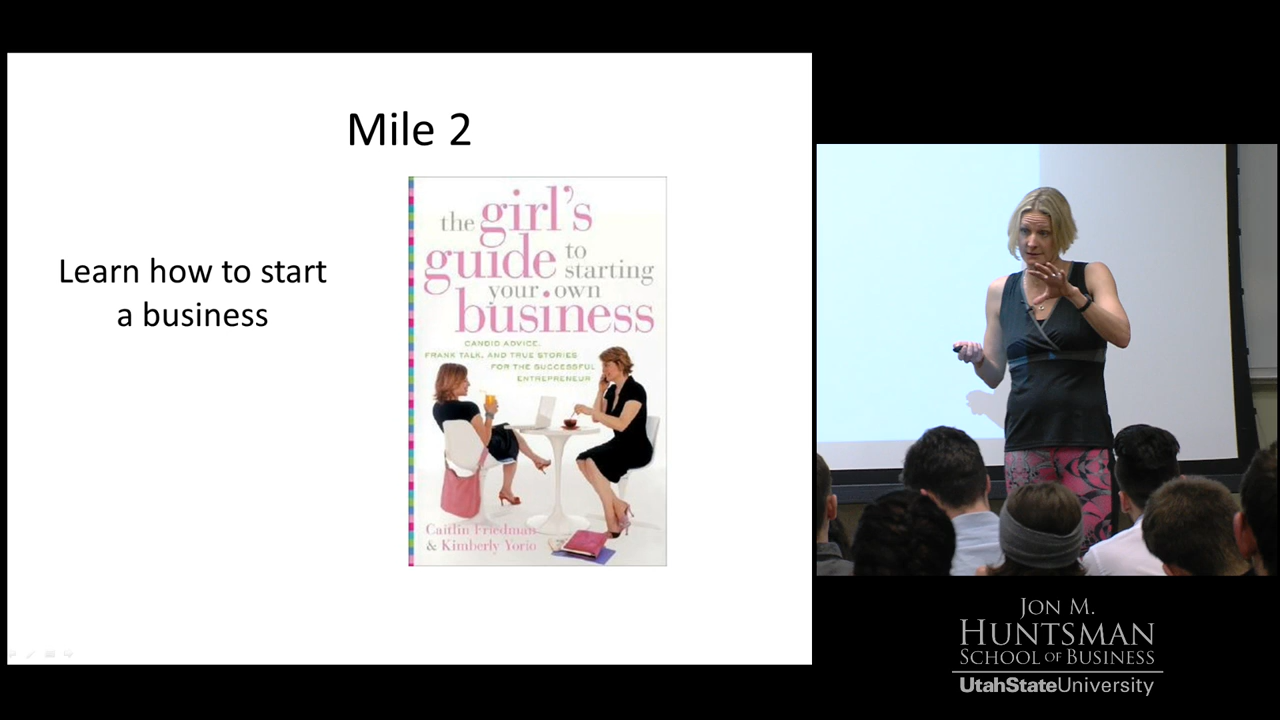 Mile 2
Learn how to start
a business
the girl's
guide to
starting
your own
business
CANDID ADVICE,
FRANK TALK, AND TRUE STORIES
FOR THE SUCCESSFUL
ENTREPRENEUR
Caitlin Friedman
& Kimberly Yorio
JON M.
HUNTSMAN
SCHOOL OF BUSINESS
UtahStateUniversity